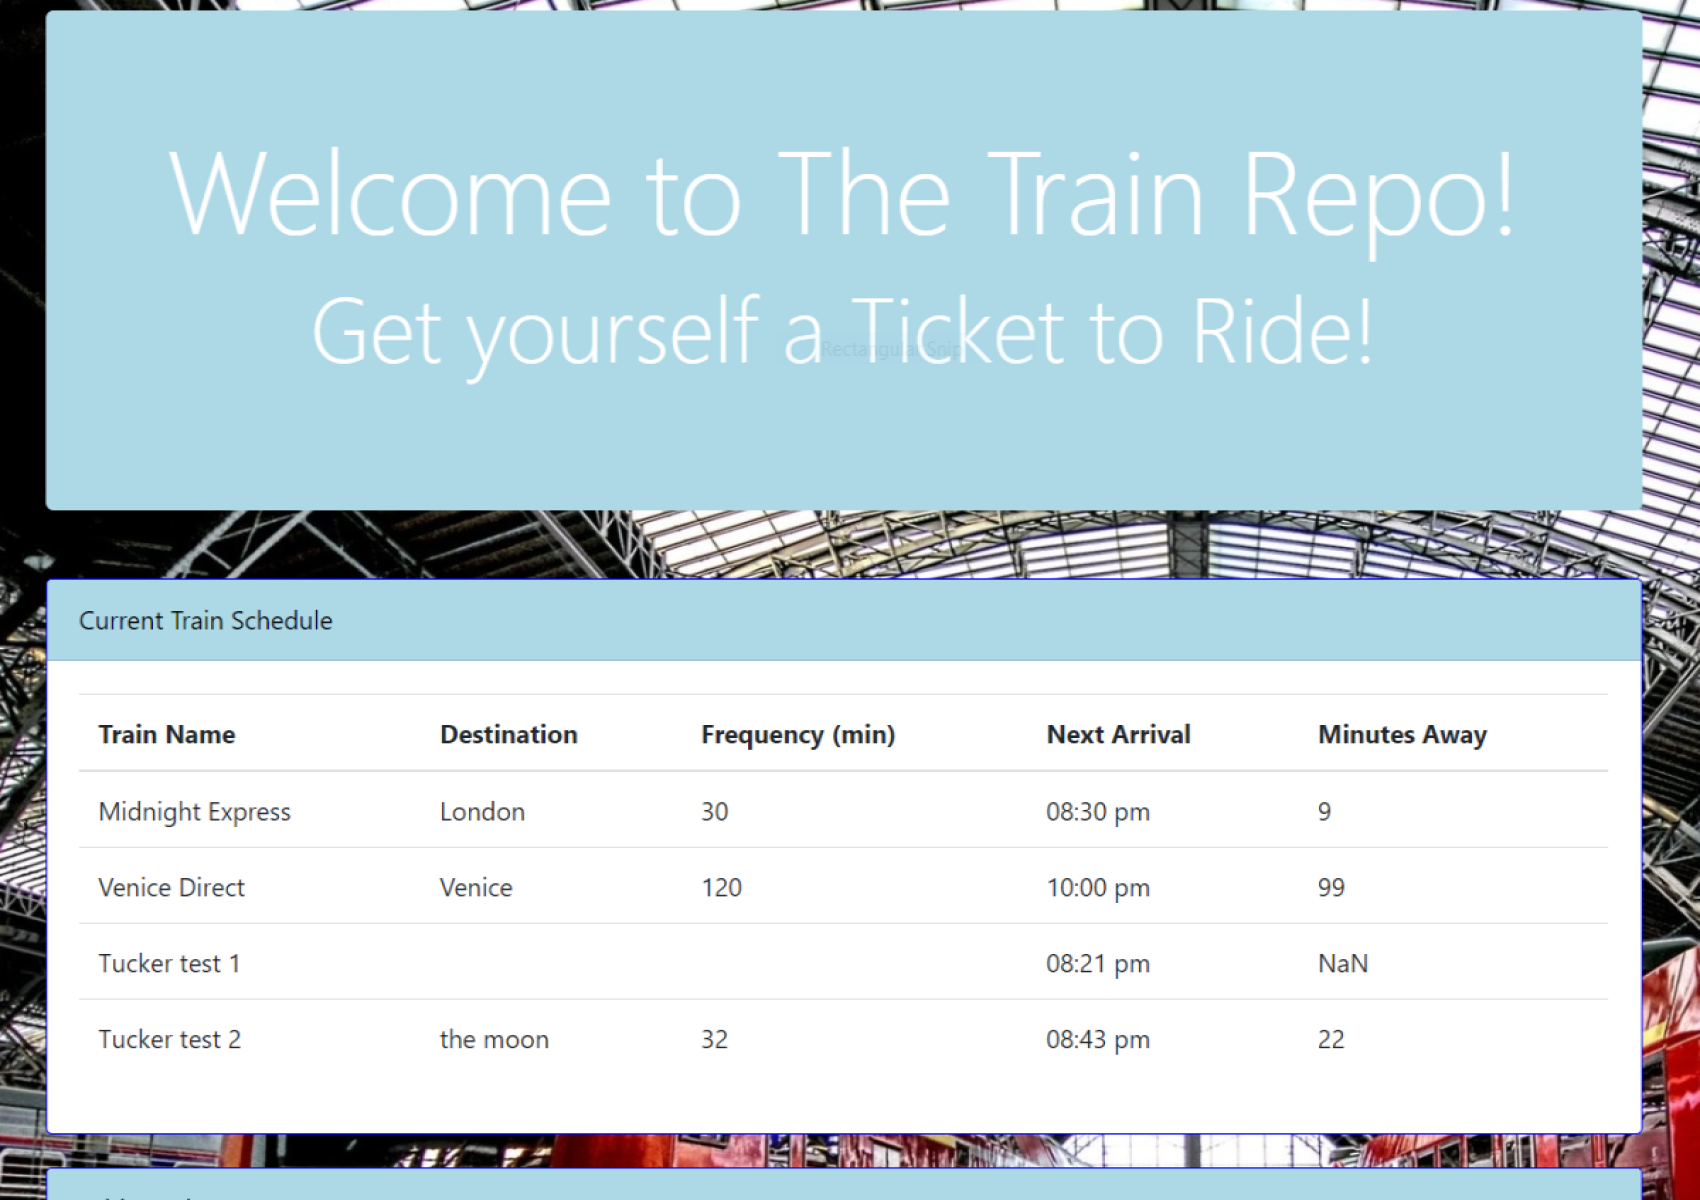 Welcome to The Train Repo!
Get yourself a Ticket to Ride!
Rectangular Snip
Current Train Schedule
Train Name Destination Frequency (min) Next Arrival Minutes Away
Midnight Express London 30 08:30 pm 9
Venice Direct Venice 120 10:00 pm 99
Tucker test 1 08:21 pm NaN
Tucker test 2 the moon 32 08:43 pm 22